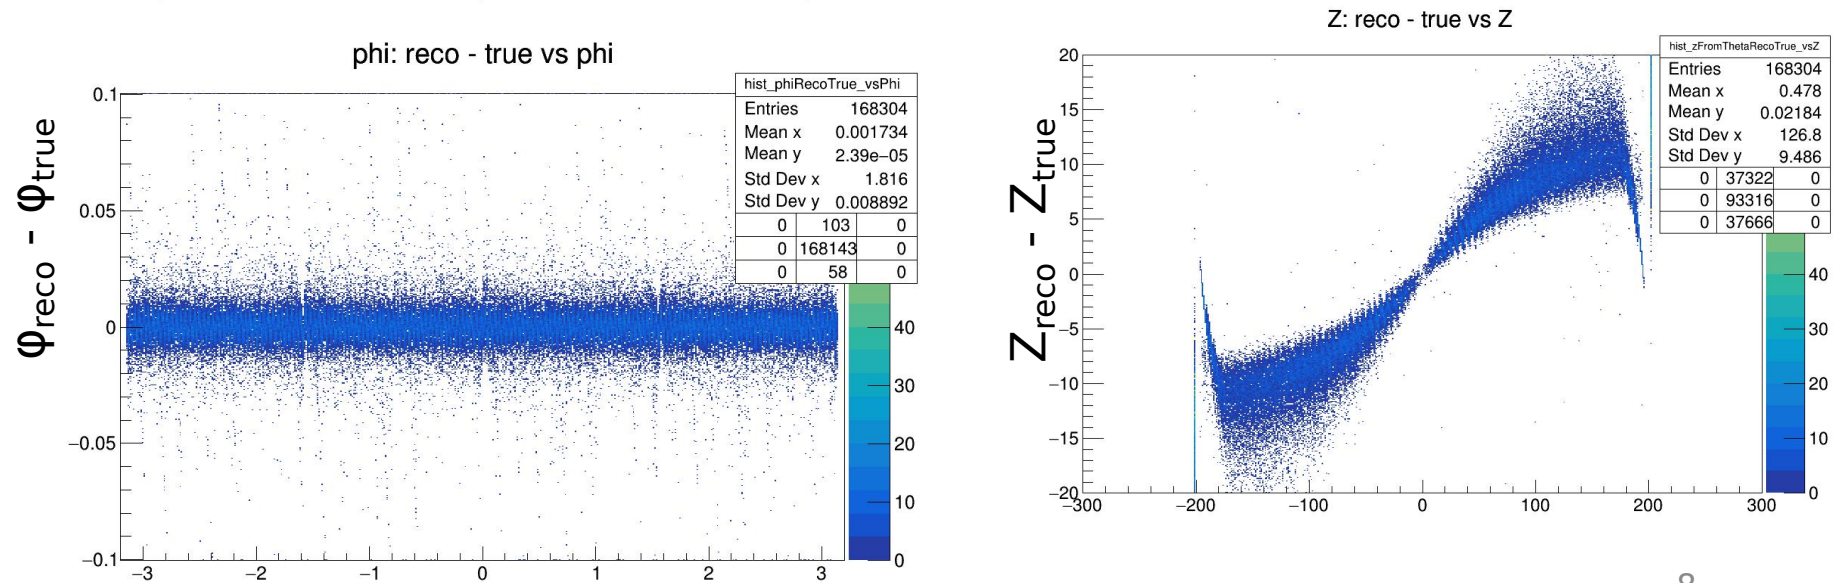 phi: reco - true vs phi
φreco - φtrue
hist_phiRecoTrue_vsPhi
Entries 168304
Mean x 0.001734
Mean y 2.39e−05
Std Dev x 1.816
Std Dev y 0.008892
0 103 0
0 168143 0
0 58 0
0.1
0.05
0
−0.05
−0.1
−3 −2 −1 0 1 2 3
40
30
20
10
0
Z: reco - true vs Z
Zreco - Ztrue
hist_zFromThetaRecoTrue_vsZ
Entries 168304
Mean x 0.478
Mean y 0.02184
Std Dev x 126.8
Std Dev y 9.486
0 37322 0
0 93316 0
0 37666 0
20
15
10
5
0
−5
−10
−15
−20
−300 −200 −100 0 100 200 300
40
30
20
10
0